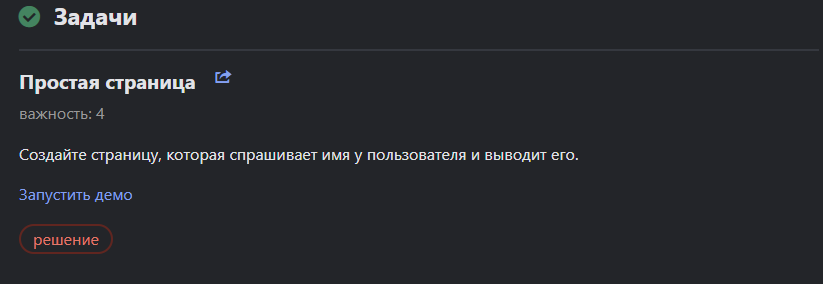 Задачи
Простая страница
важность: 4
Создайте страницу, которая спрашивает имя у пользователя и выводит его.
Запустить демо
решение